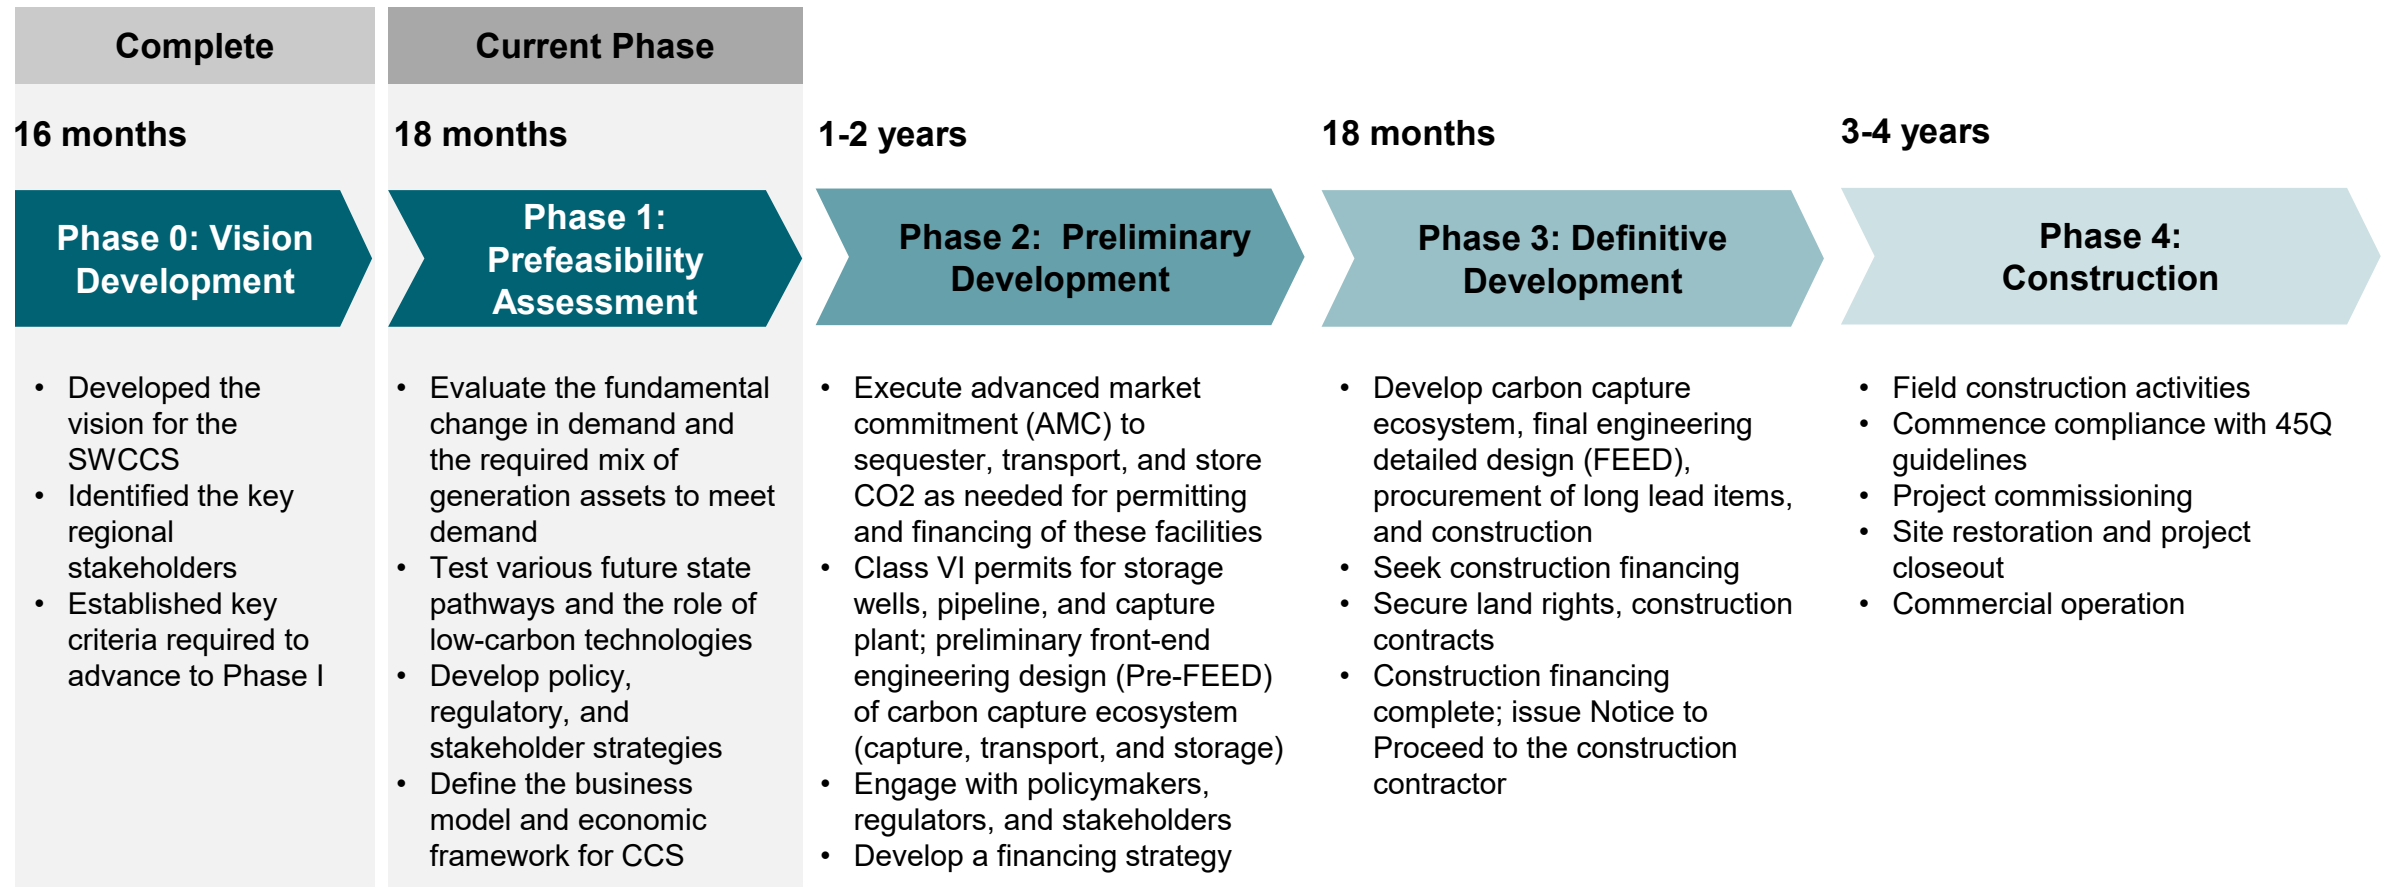 Complete
Current Phase
16 months
18 months
1-2 years
18 months
3-4 years
Phase 0: Vision
Development
Phase 1:
Prefeasibility
Assessment
Phase 2:  Preliminary
Development
Phase 3: Definitive
Development
Phase 4:
Construction
• Developed the
vision for the
SWCCS
• Identified the key
regional
stakeholders
• Established key
criteria required to
advance to Phase I
• Evaluate the fundamental
change in demand and
the required mix of
generation assets to meet
demand
• Test various future state
pathways and the role of
low-carbon technologies
• Develop policy,
regulatory, and
stakeholder strategies
• Define the business
model and economic
framework for CCS
• Execute advanced market
commitment (AMC) to
sequester, transport, and store
CO2 as needed for permitting
and financing of these facilities
• Class VI permits for storage
wells, pipeline, and capture
plant; preliminary front-end
engineering design (Pre-FEED)
of carbon capture ecosystem
(capture, transport, and storage)
• Engage with policymakers,
regulators, and stakeholders
• Develop a financing strategy
• Develop carbon capture
ecosystem, final engineering
detailed design (FEED),
procurement of long lead items,
and construction
• Seek construction financing
• Secure land rights, construction
contracts
• Construction financing
complete; issue Notice to
Proceed to the construction
contractor
• Field construction activities
• Commence compliance with 45Q
guidelines
• Project commissioning
• Site restoration and project
closeout
• Commercial operation